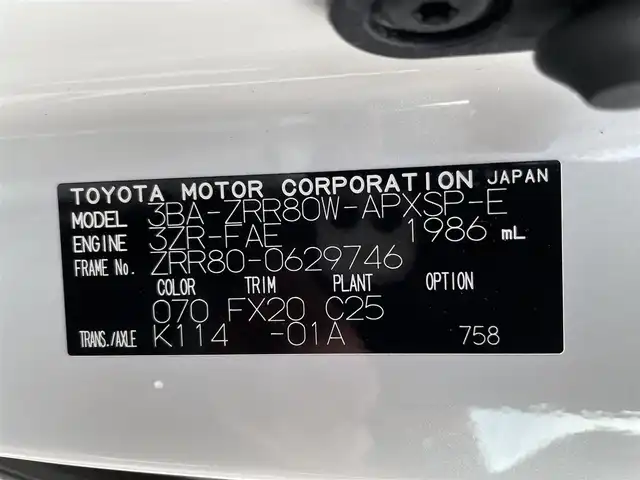 TOYOTA MOTOR CORPORATION JAPAN
MODEL 3BA-ZRR80W-APXSP-E
ENGINE 3ZR-FAE 1986 mL
FRAME No. ZRR80-0629746
COLOR TRIM PLANT OPTION
070 FX20 C25
TRANS./AXLE K114 -01A 758